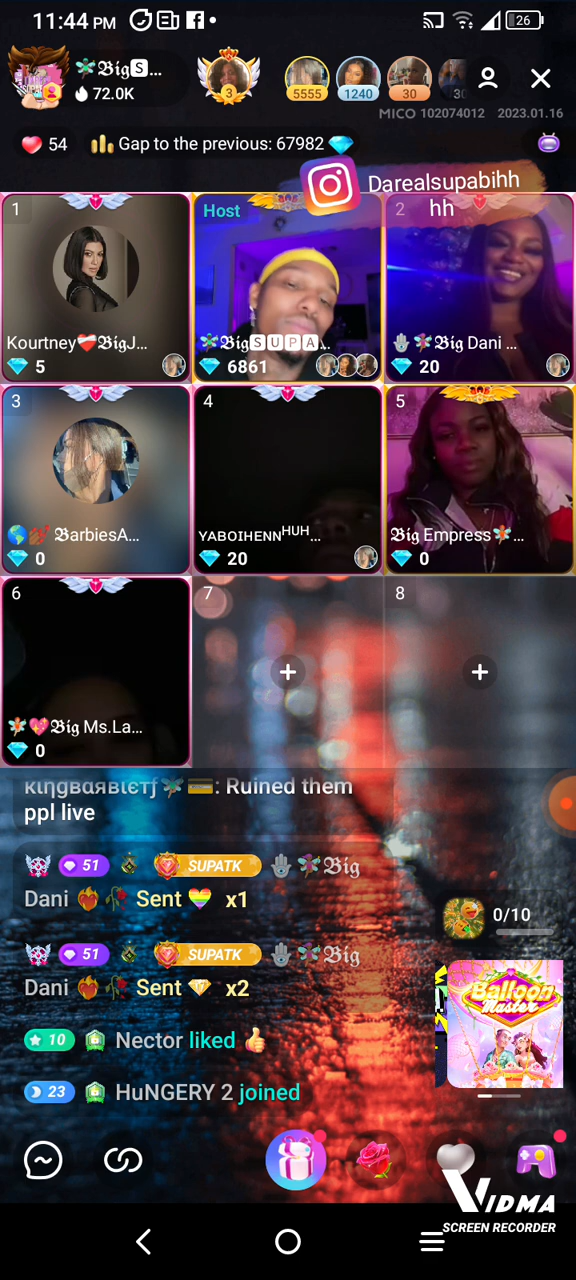 11:44 PM
26
𝕭𝖎𝖌🆂...
72.0K
3
5555
1240
30
30
MICO 102074012 2023.01.16
54
Gap to the previous: 67982
Darealsupabihh
hh
1
Host
2
Kourtney❤️‍🩹𝕭𝖎𝖌J...
𝕭𝖎𝖌🆂🆄🅿🅰...
𝕭𝖎𝖌 Dani ...
5
6861
20
3
4
5
🌎💅🏾 𝕭arbiesA...
ʏᴀʙᴏɪʜᴇɴɴᴴᵁᴴ...
𝕭𝖎𝖌 Empress🧚...
0
20
0
6
7
8
🧚💖𝕭𝖎𝖌 Ms.La...
0
кιηgвαявιєтƒ🧚💳: Ruined them
ppl live
51 SUPATK 𝕭𝖎𝖌
Dani ❤️‍🔥🥀 Sent x1
51 SUPATK 𝕭𝖎𝖌
Dani ❤️‍🔥🥀 Sent x2
0/10
Balloon
Master
10 Nector liked 👍🏻
23 HuNGERY 2 joined
VIDMA
SCREEN RECORDER